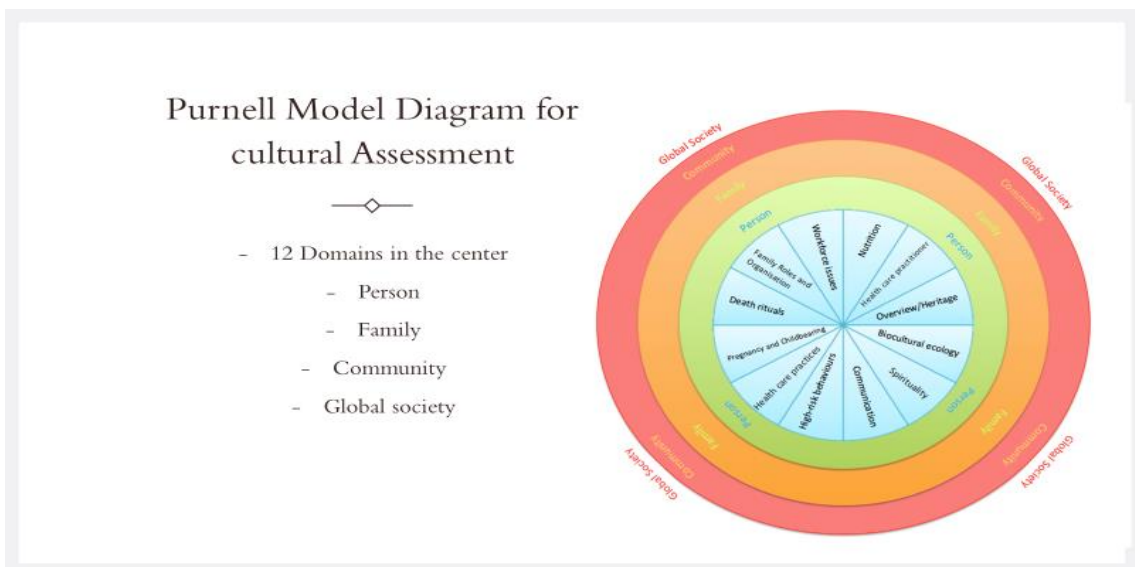 Purnell Model Diagram for
cultural Assessment
- 12 Domains in the center
- Person
- Family
- Community
- Global society
Global Society
Global Society
Community
Community
Family
Family
Person
Person
Workforce issues
Nutrition
Family Roles and
Organisation
Health care practitioner
Death rituals
Overview/Heritage
Pregnancy and Childbearing
Biocultural ecology
Health care practices
Spirituality
High-risk behaviours
Communication
Person
Person
Family
Family
Community
Community
Global Society
Global Society